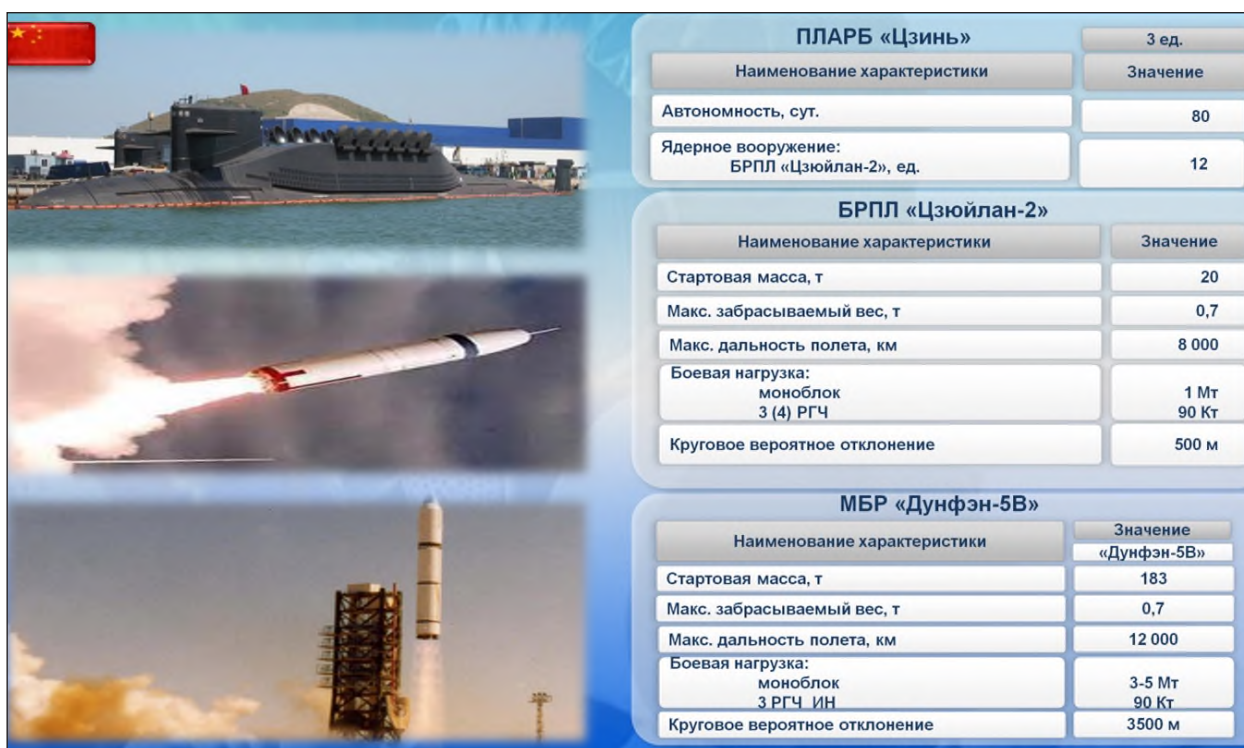 ПЛАРБ «Цзинь» 3 ед.
Наименование характеристики Значение
Автономность, сут. 80
Ядерное вооружение:
БРПЛ «Цзюйлан-2», ед. 12
БРПЛ «Цзюйлан-2»
Наименование характеристики Значение
Стартовая масса, т 20
Макс. забрасываемый вес, т 0,7
Макс. дальность полета, км 8 000
Боевая нагрузка:
моноблок 1 Мт
3 (4) РГЧ 90 Кт
Круговое вероятное отклонение 500 м
МБР «Дунфэн-5В»
Наименование характеристики Значение
«Дунфэн-5В»
Стартовая масса, т 183
Макс. забрасываемый вес, т 0,7
Макс. дальность полета, км 12 000
Боевая нагрузка:
моноблок 3-5 Мт
3 РГЧ ИН 90 Кт
Круговое вероятное отклонение 3500 м